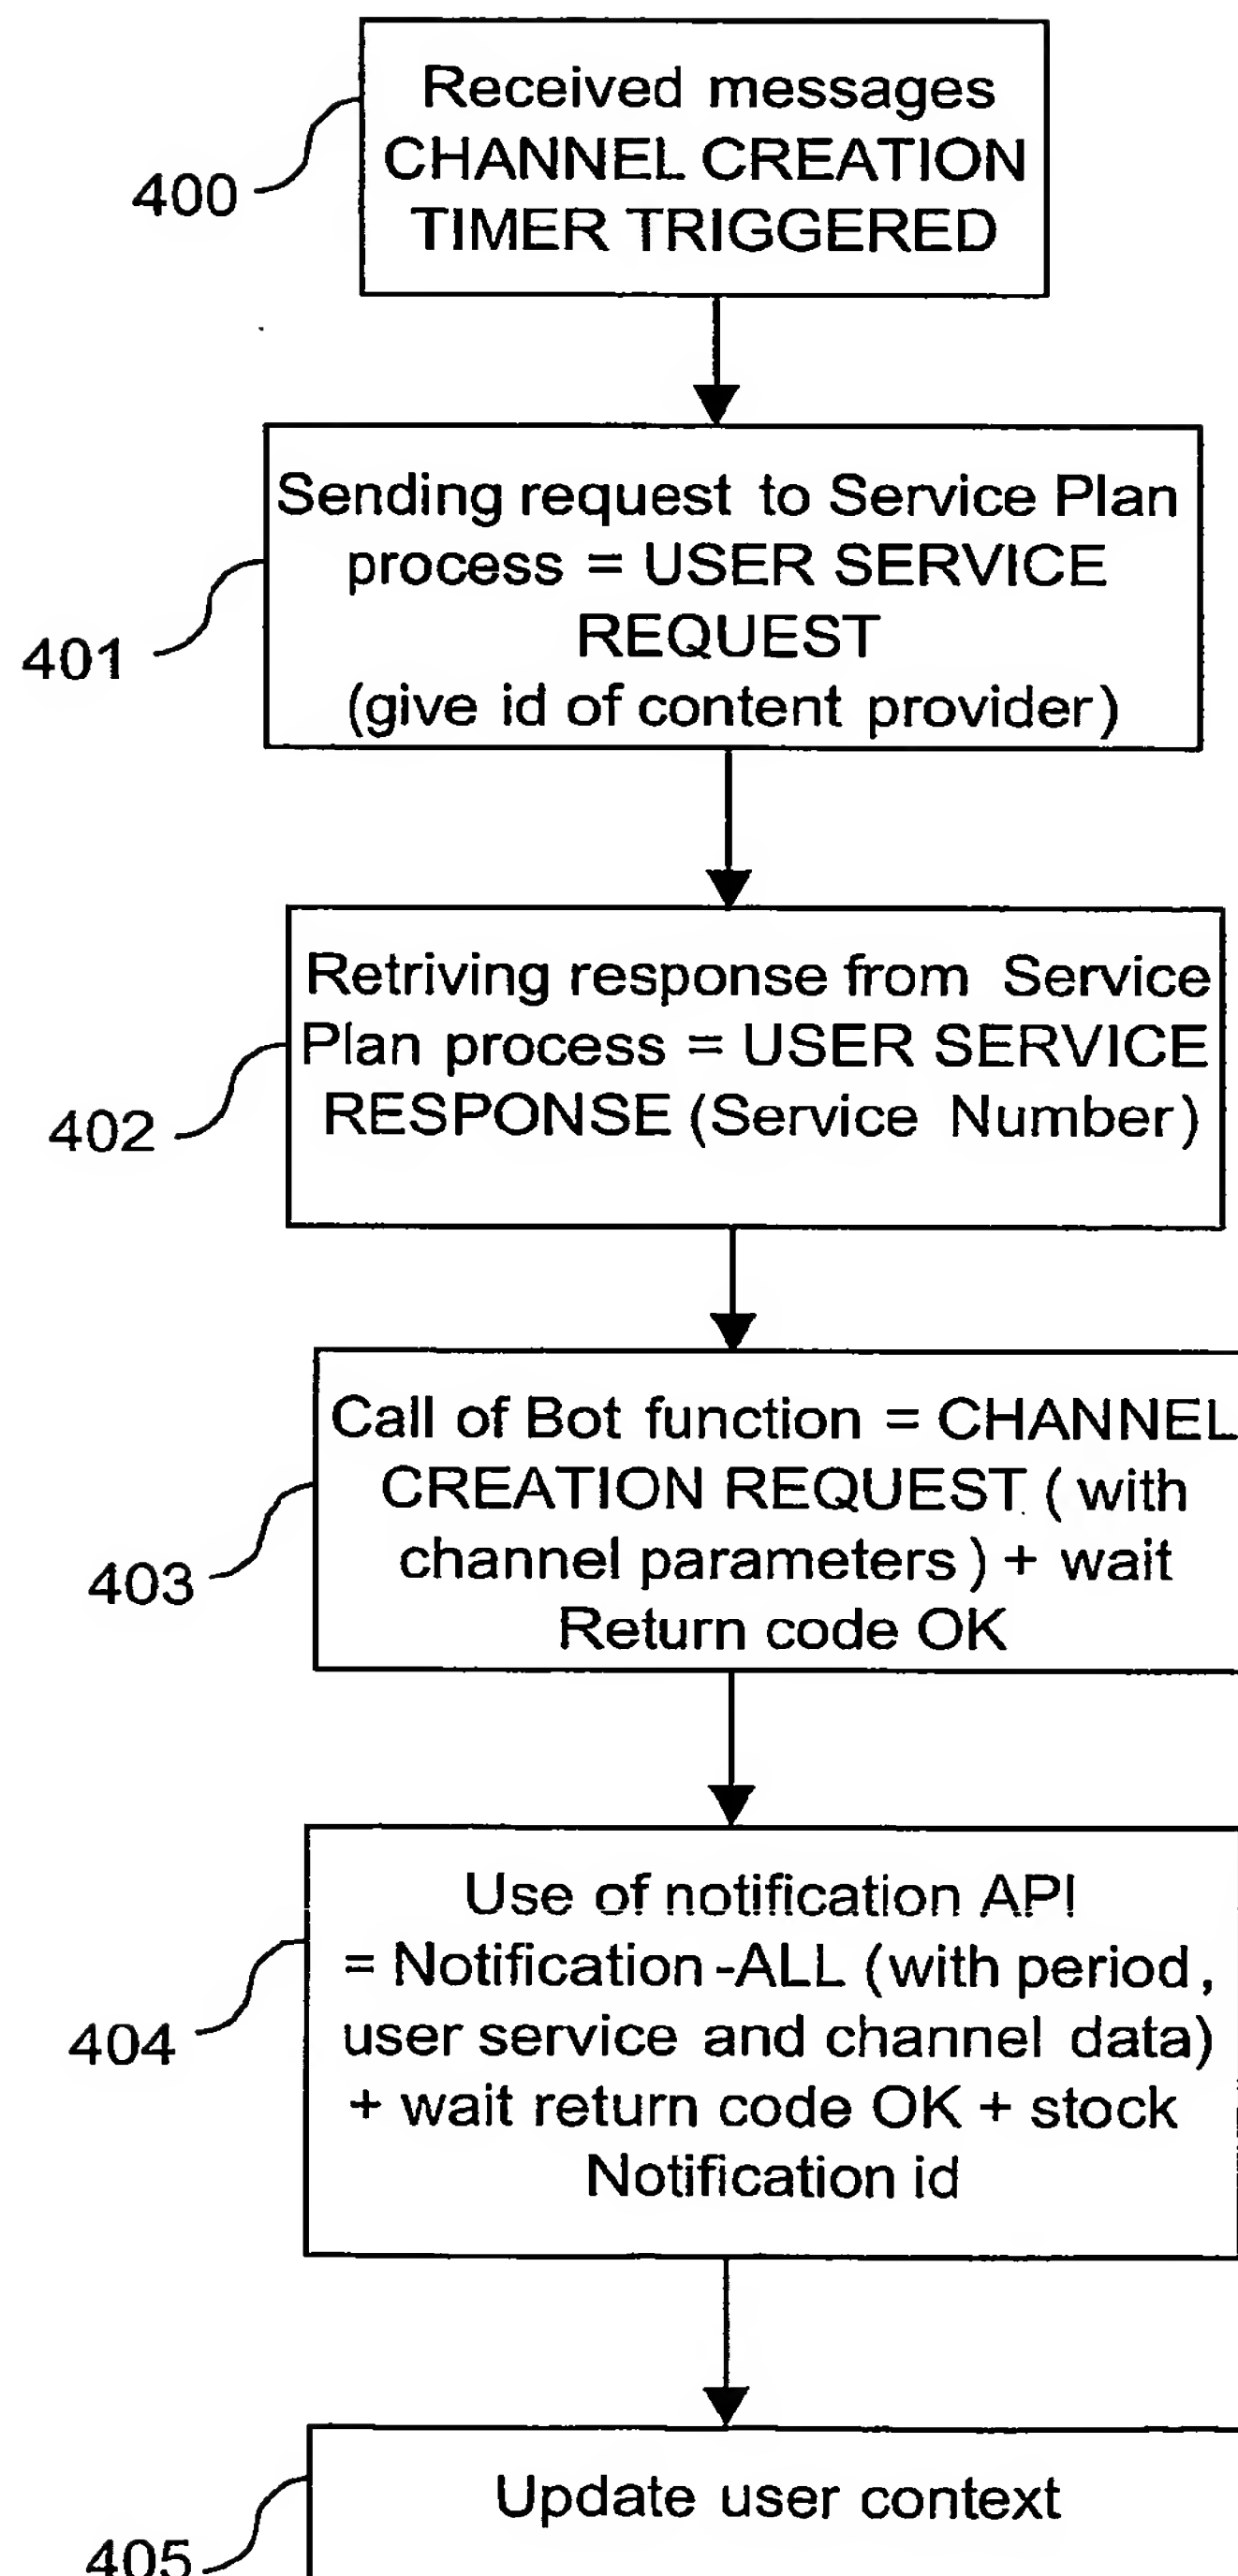 Received messages
CHANNEL CREATION
TIMER TRIGGERED
400
Sending request to Service Plan
process = USER SERVICE
REQUEST
(give id of content provider)
401
Retriving response from Service
Plan process = USER SERVICE
RESPONSE (Service Number)
402
Call of Bot function = CHANNEL
CREATION REQUEST (with
channel parameters) + wait
Return code OK
403
Use of notification API
= Notification-ALL (with period,
user service and channel data)
+ wait return code OK + stock
Notification id
404
Update user context
405